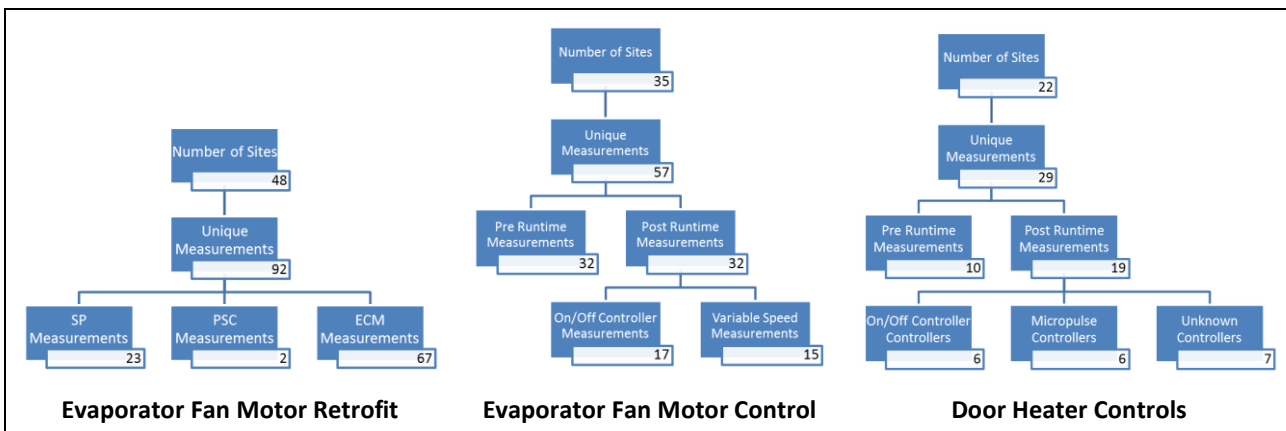 Number of Sites
48
Unique
Measurements
92
SP
Measurements
23
PSC
Measurements
2
ECM
Measurements
67
Evaporator Fan Motor Retrofit
Number of Sites
35
Unique
Measurements
57
Pre Runtime
Measurements
32
Post Runtime
Measurements
32
On/Off Controller
Measurements
17
Variable Speed
Measurements
15
Evaporator Fan Motor Control
Number of Sites
22
Unique
Measurements
29
Pre Runtime
Measurements
10
Post Runtime
Measurements
19
On/Off Controller
Controllers
6
Micropulse
Controllers
6
Unknown
Controllers
7
Door Heater Controls